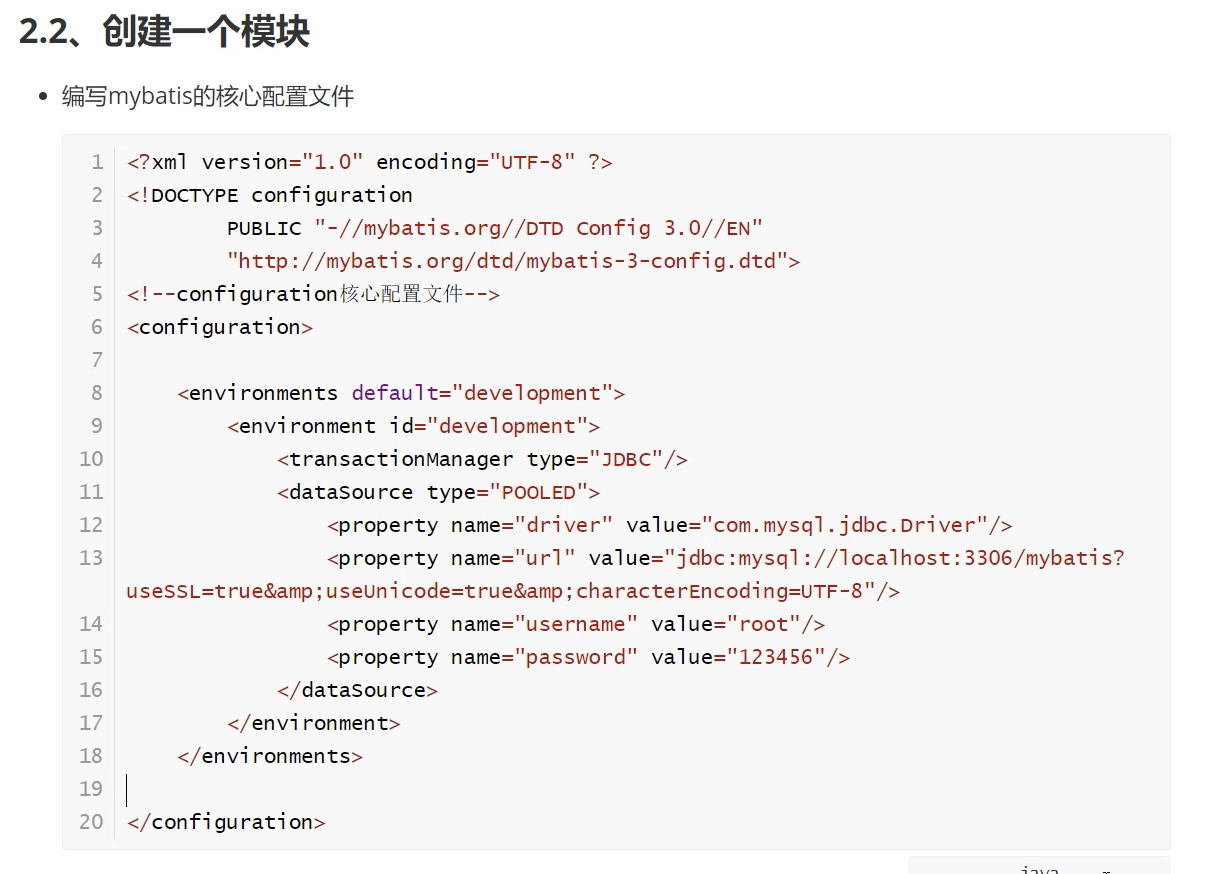 2.2、创建一个模块
编写mybatis的核心配置文件
1 <?xml version="1.0" encoding="UTF-8" ?>
2 <!DOCTYPE configuration
3         PUBLIC "-//mybatis.org//DTD Config 3.0//EN"
4         "http://mybatis.org/dtd/mybatis-3-config.dtd">
5 <!--configuration核心配置文件-->
6 <configuration>
7
8     <environments default="development">
9         <environment id="development">
10             <transactionManager type="JDBC"/>
11             <dataSource type="POOLED">
12                 <property name="driver" value="com.mysql.jdbc.Driver"/>
13                 <property name="url" value="jdbc:mysql://localhost:3306/mybatis?
useSSL=true&amp;useUnicode=true&amp;characterEncoding=UTF-8"/>
14                 <property name="username" value="root"/>
15                 <property name="password" value="123456"/>
16             </dataSource>
17         </environment>
18     </environments>
19
20 </configuration>
java